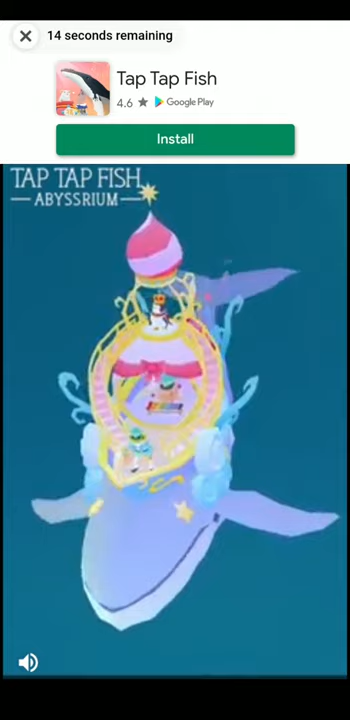 14 seconds remaining
Tap Tap Fish
4.6 ★ Google Play
Install
TAP TAP FISH
— ABYSSRIUM —